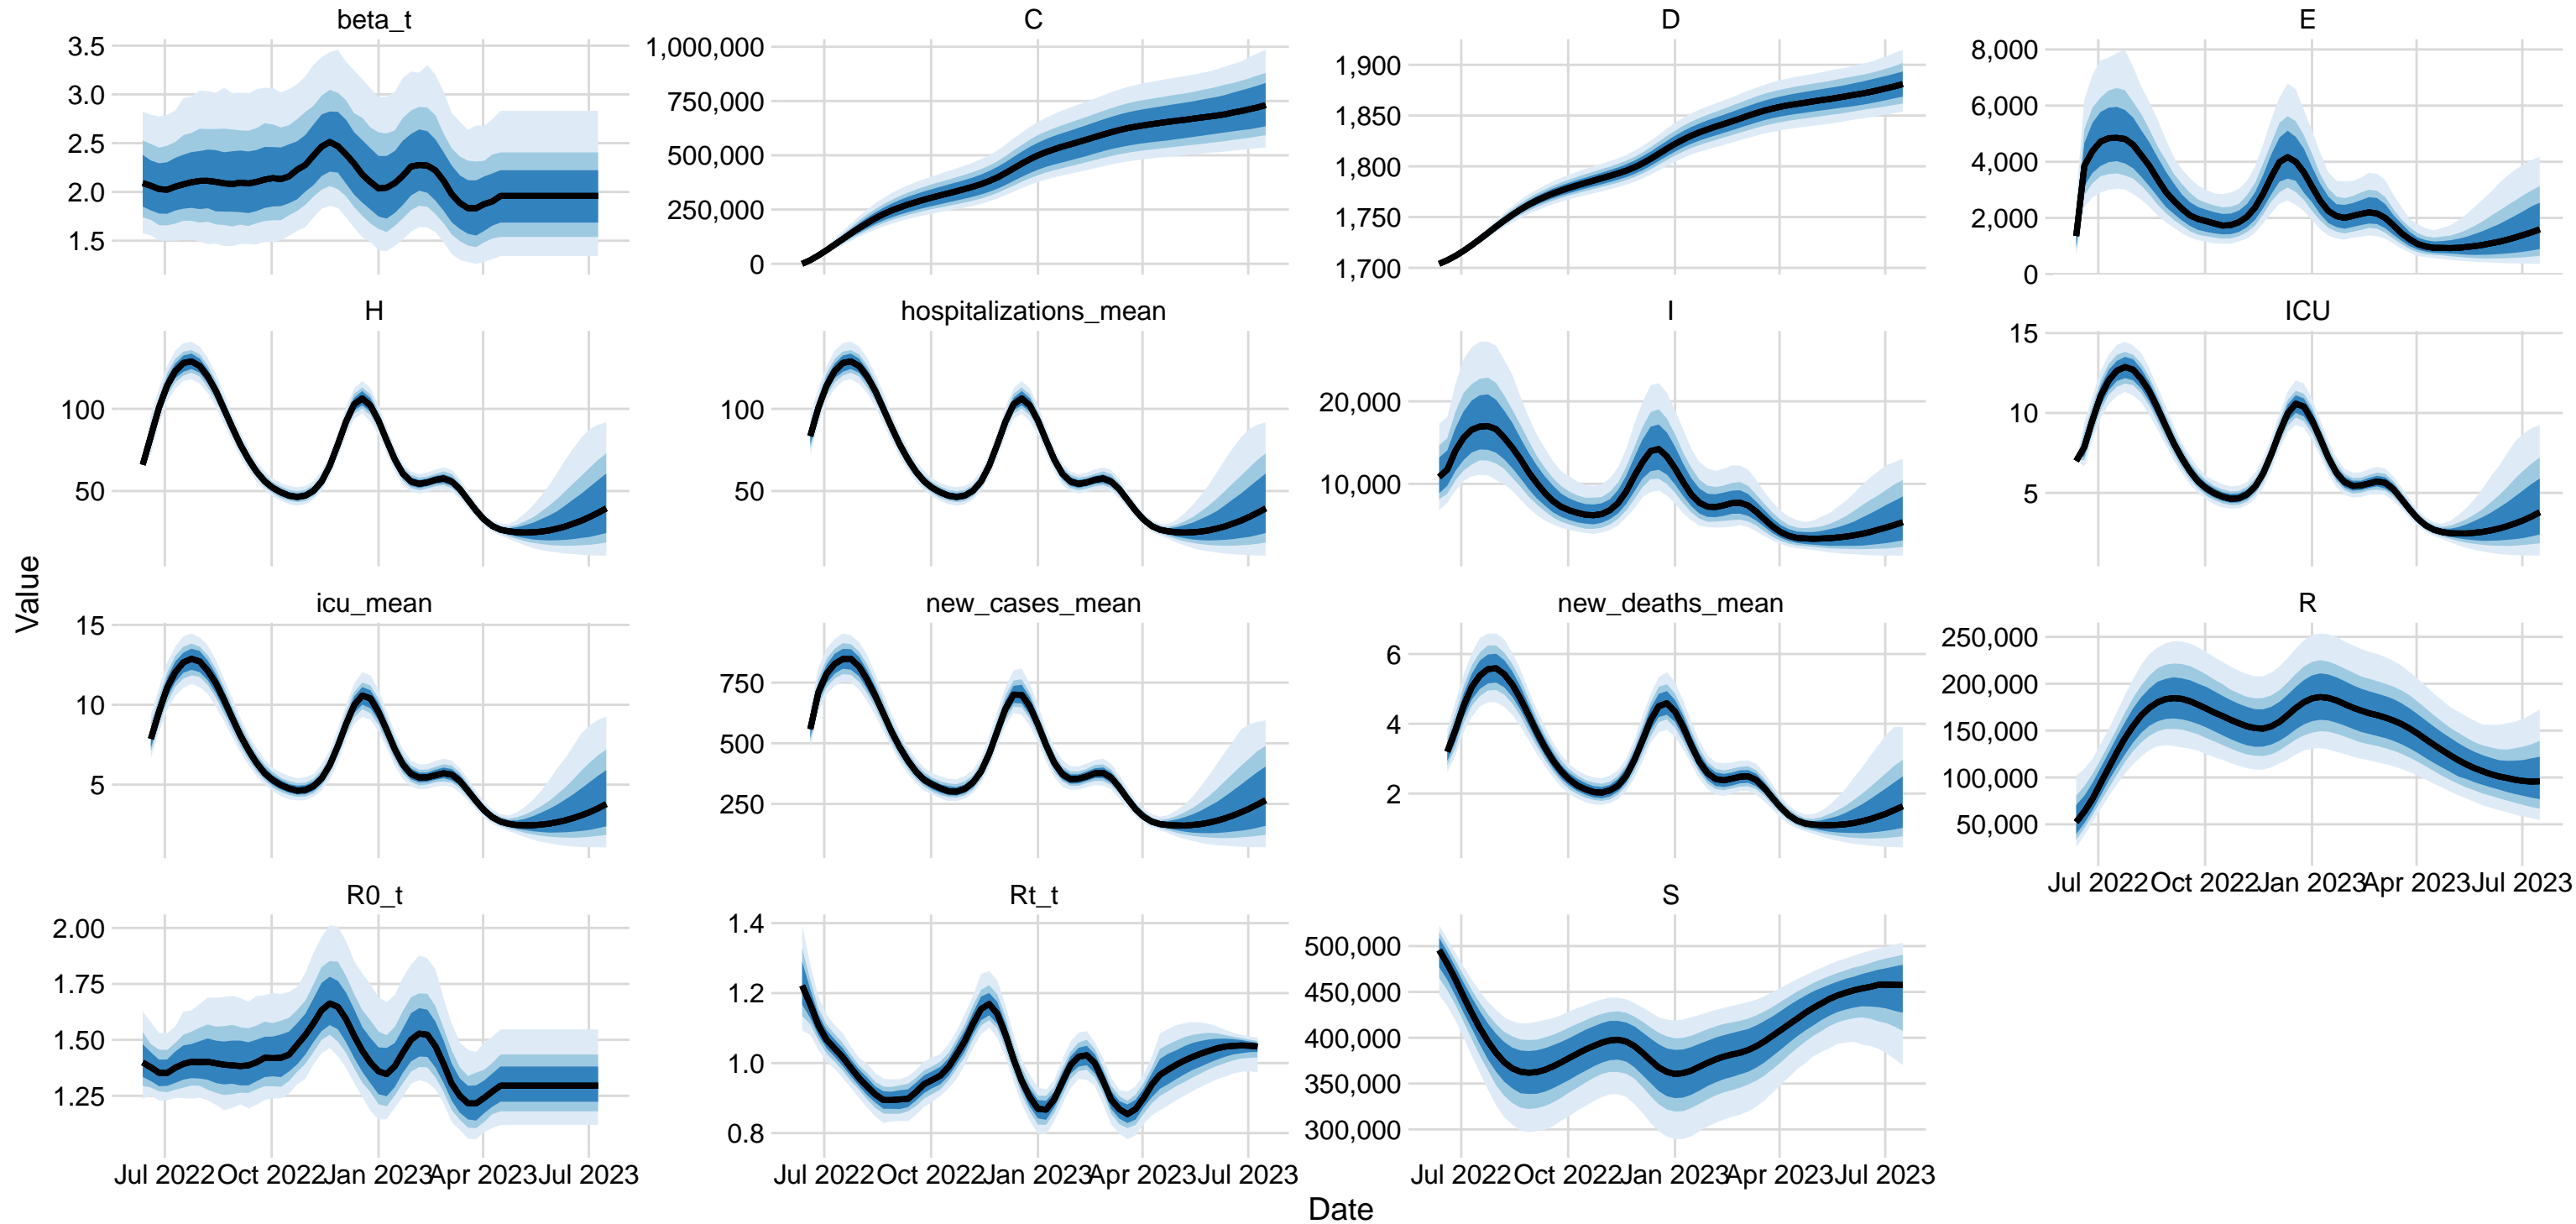 beta_t
3.5
3.0
2.5
2.0
1.5
C
1,000,000
750,000
500,000
250,000
0
D
1,900
1,850
1,800
1,750
1,700
E
8,000
6,000
4,000
2,000
0
H
100
50
hospitalizations_mean
100
50
I
20,000
10,000
ICU
15
10
5
Value
icu_mean
15
10
5
new_cases_mean
750
500
250
new_deaths_mean
6
4
2
R
250,000
200,000
150,000
100,000
50,000
Jul 2022 Oct 2022 Jan 2023 Apr 2023 Jul 2023
R0_t
2.00
1.75
1.50
1.25
Jul 2022 Oct 2022 Jan 2023 Apr 2023 Jul 2023
Rt_t
1.4
1.2
1.0
0.8
Jul 2022 Oct 2022 Jan 2023 Apr 2023 Jul 2023
S
500,000
450,000
400,000
350,000
300,000
Jul 2022 Oct 2022 Jan 2023 Apr 2023 Jul 2023
Date